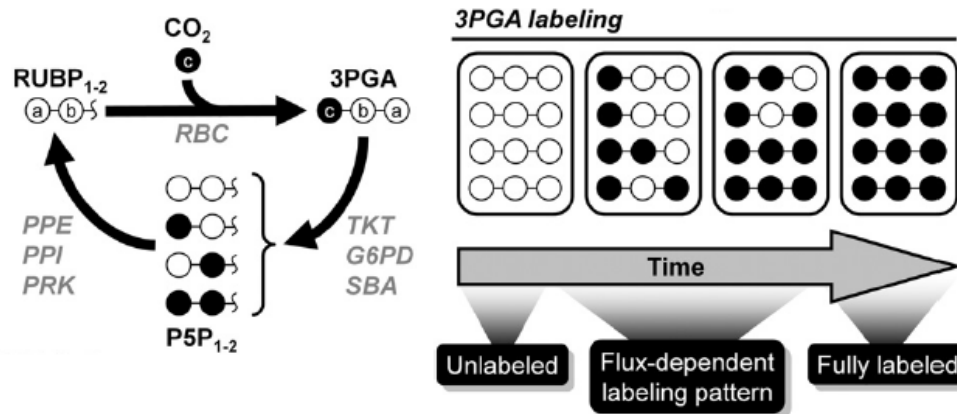 CO2
c
RUBP1-2
a b
3PGA
c b a
RBC
PPE
PPI
PRK
TKT
G6PD
SBA
P5P1-2
3PGA labeling
Time
Unlabeled
Flux-dependent
labeling pattern
Fully labeled